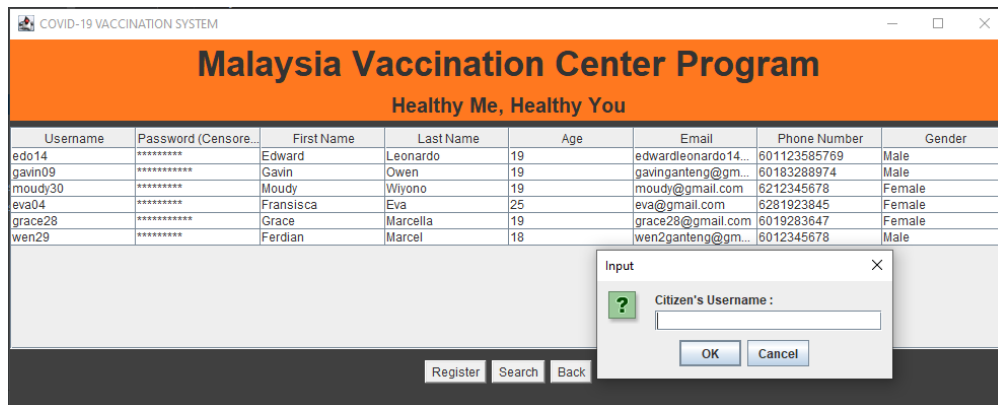 COVID-19 VACCINATION SYSTEM
Malaysia Vaccination Center Program
Healthy Me, Healthy You
Username Password (Censore... First Name Last Name Age Email Phone Number Gender
edo14 ********* Edward Leonardo 19 edwardleonardo14... 601123585769 Male
gavin09 *********** Gavin Owen 19 gavinganteng@gm... 60183288974 Male
moudy30 ********* Moudy Wiyono 19 moudy@gmail.com 6212345678 Female
eva04 ********* Fransisca Eva 25 eva@gmail.com 6281923845 Female
grace28 *********** Grace Marcella 19 grace28@gmail.com 6019283647 Female
wen29 ********* Ferdian Marcel 18 wen2ganteng@gm... 6012345678 Male
Input
?
Citizen's Username :
OK Cancel
Register Search Back